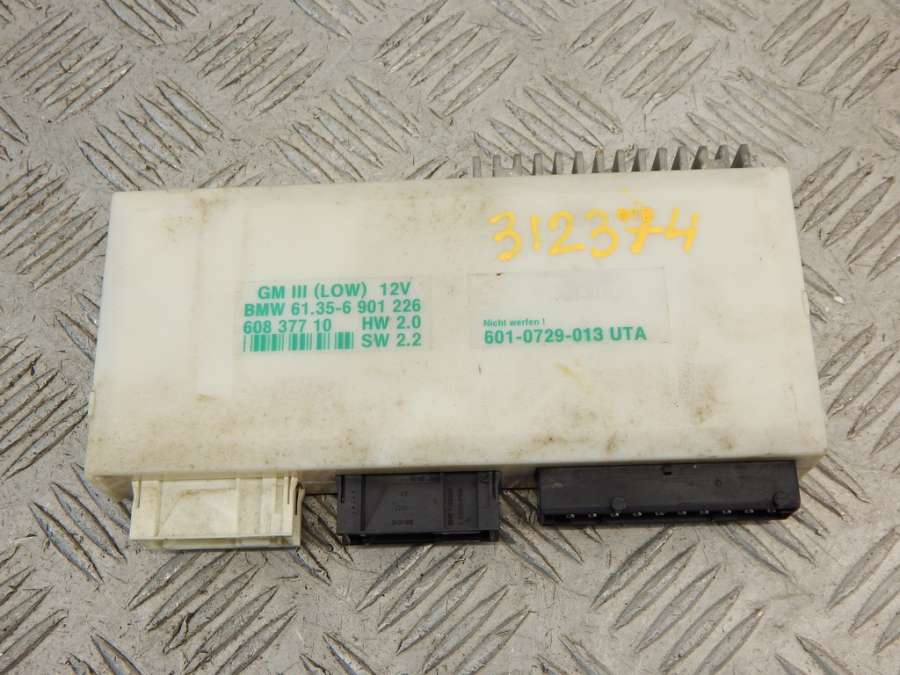 312374
GM III (LOW) 12V
BMW 61.35-6 901 226
608 377 10 HW 2.0
SW 2.2
Nicht werfen !
601-0729-013 UTA